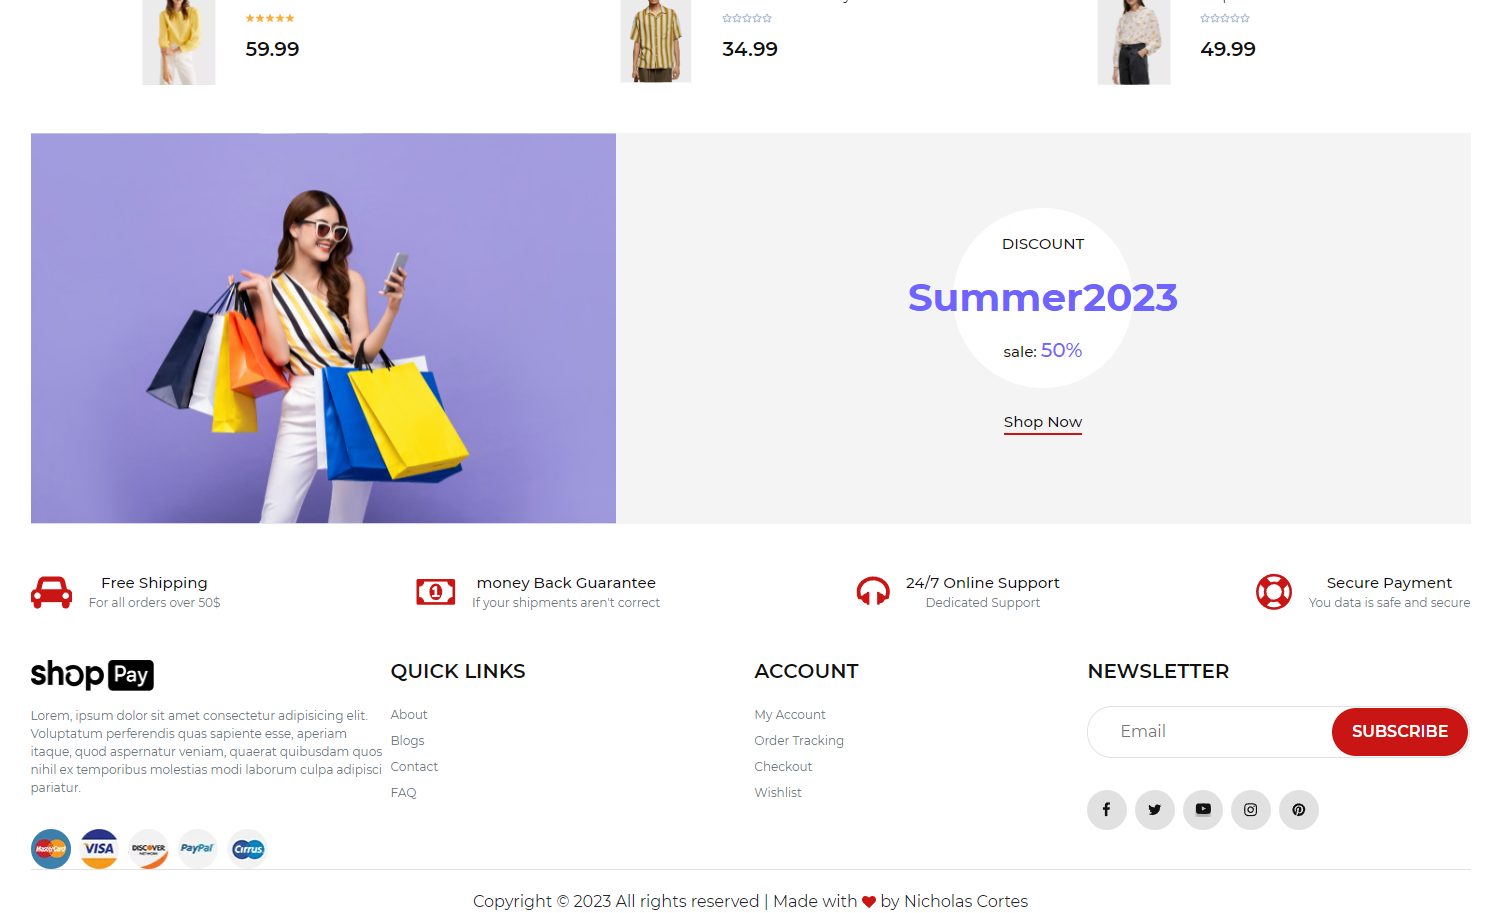 59.99
34.99
49.99
DISCOUNT
Summer2023
sale: 50%
Shop Now
Free Shipping
For all orders over 50$
money Back Guarantee
If your shipments aren't correct
24/7 Online Support
Dedicated Support
Secure Payment
You data is safe and secure
shop Pay
Lorem, ipsum dolor sit amet consectetur adipisicing elit.
Voluptatum perferendis quas sapiente esse, aperiam
itaque, quod aspernatur veniam, quaerat quibusdam quos
nihil ex temporibus molestias modi laborum culpa adipisci
pariatur.
MasterCard
VISA
DISCOVER
NETWORK
PayPal
Cirrus
QUICK LINKS
About
Blogs
Contact
FAQ
ACCOUNT
My Account
Order Tracking
Checkout
Wishlist
NEWSLETTER
Email
SUBSCRIBE
Copyright © 2023 All rights reserved | Made with ❤ by Nicholas Cortes